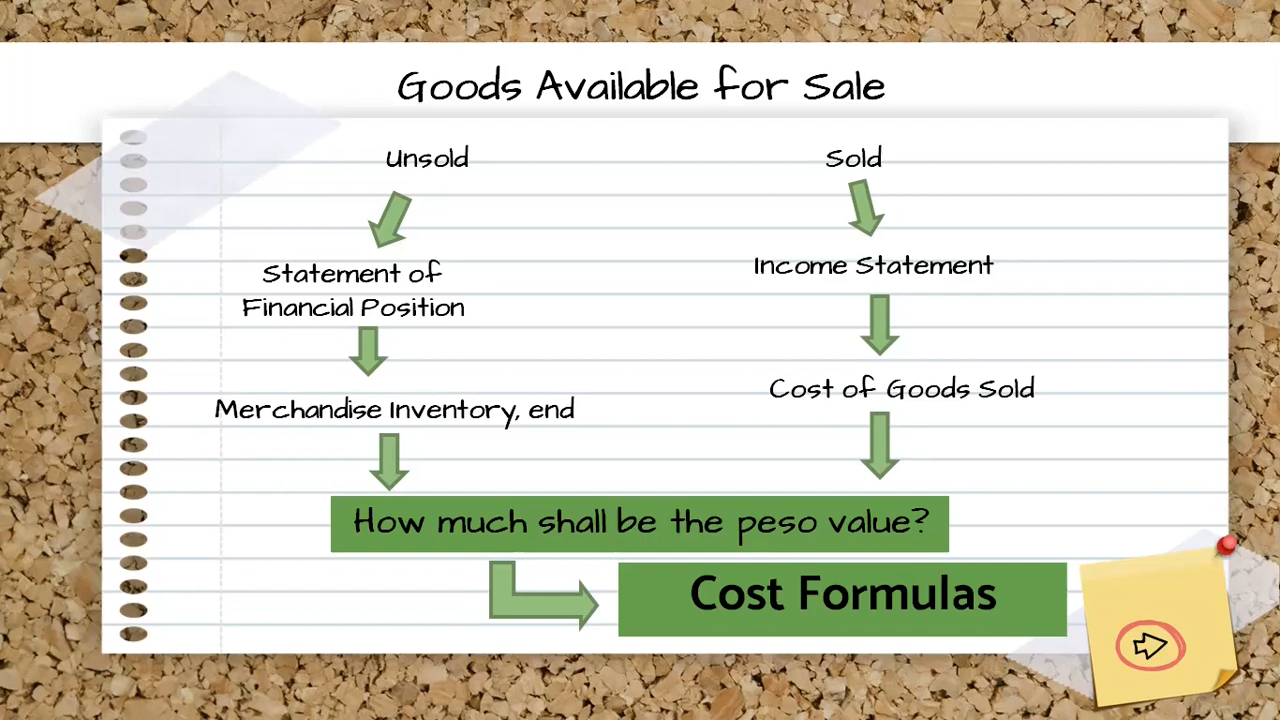 Goods Available for Sale
Unsold
Sold
Statement of
Financial Position
Income Statement
Merchandise Inventory, end
Cost of Goods Sold
How much shall be the peso value?
Cost Formulas